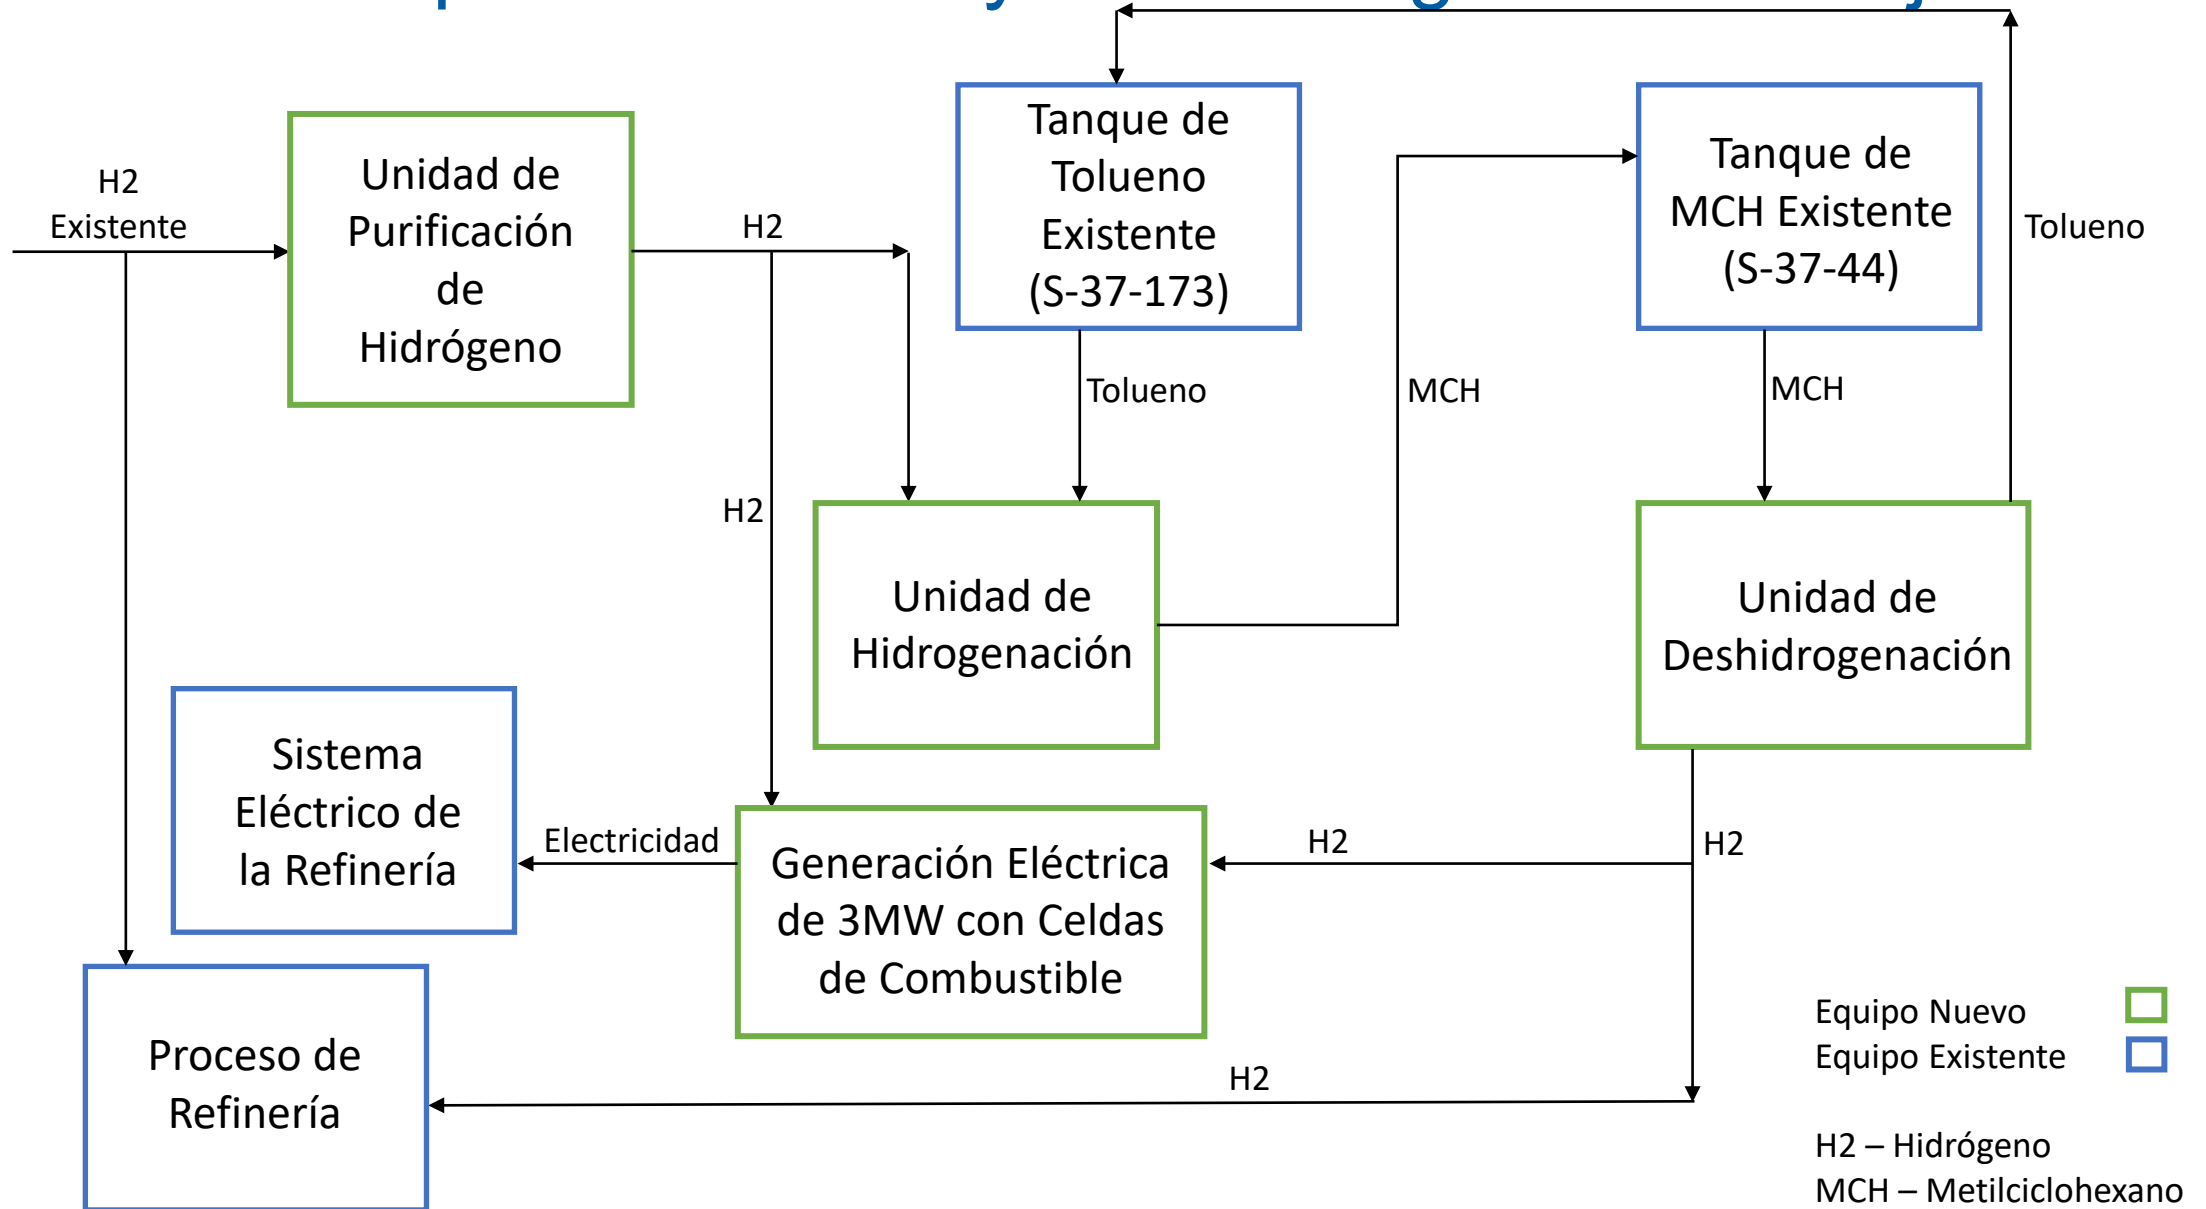 H2
Existente
Unidad de
Purificación
de
Hidrógeno
H2
Tanque de
Tolueno
Existente
(S-37-173)
Tanque de
MCH Existente
(S-37-44)
Tolueno
Tolueno
MCH
MCH
H2
Unidad de
Hidrogenación
Unidad de
Deshidrogenación
Sistema
Eléctrico de
la Refinería
Electricidad
Generación Eléctrica
de 3MW con Celdas
de Combustible
H2
H2
Proceso de
Refinería
H2
Equipo Nuevo
Equipo Existente
H2 – Hidrógeno
MCH – Metilciclohexano